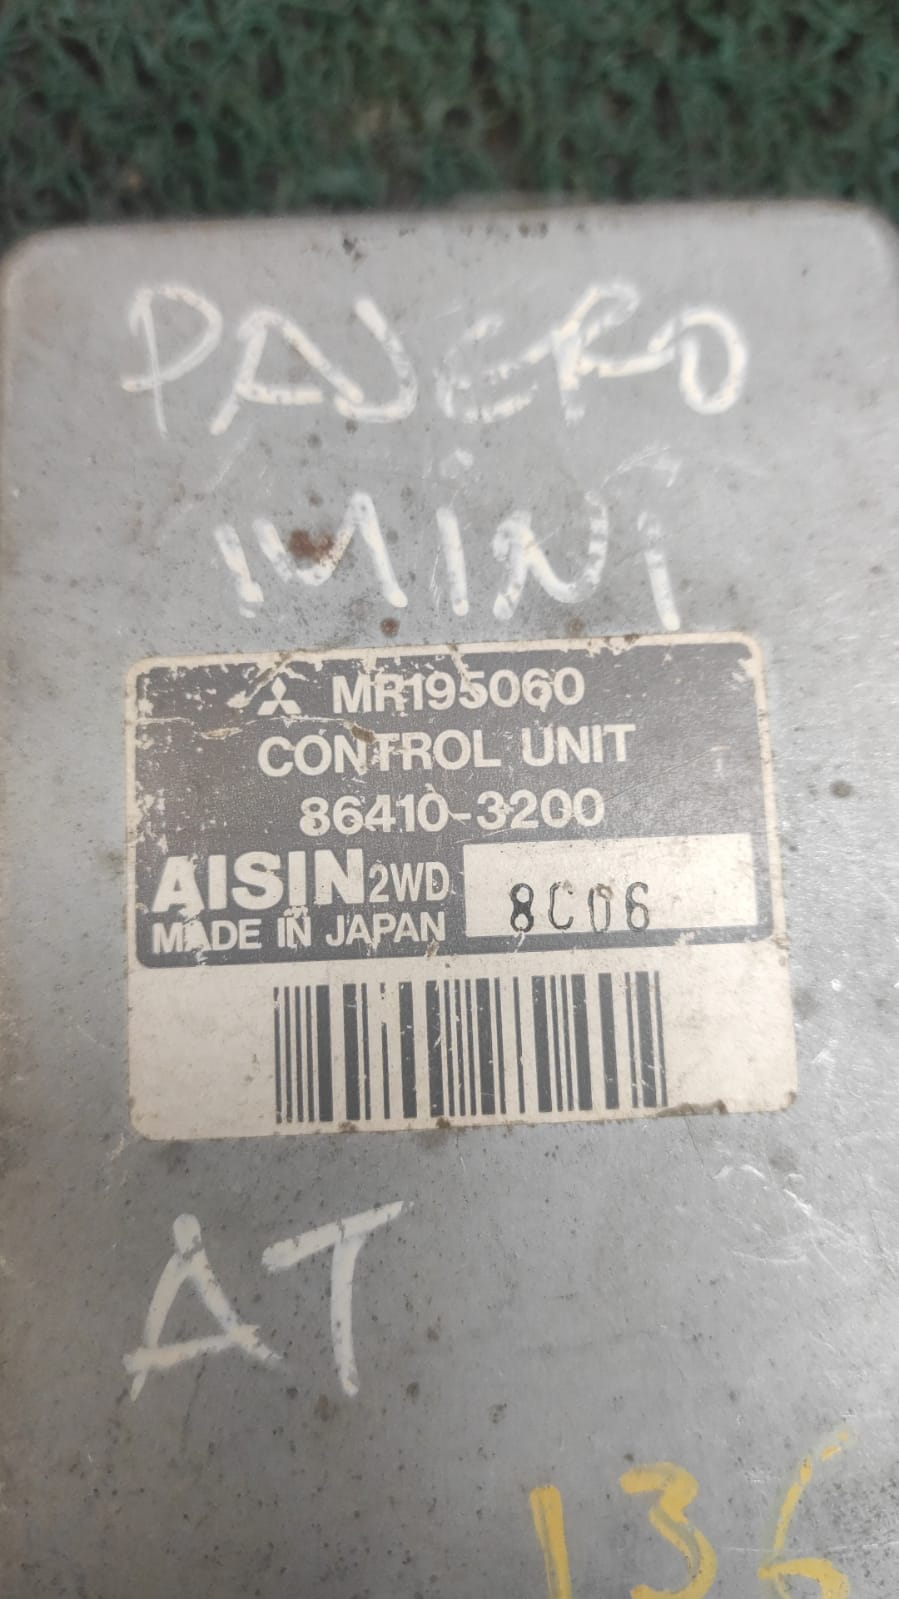 PAJERO
MINI
MR195060
CONTROL UNIT
86410-3200
AISIN 2WD
8C06
MADE IN JAPAN
AT
136